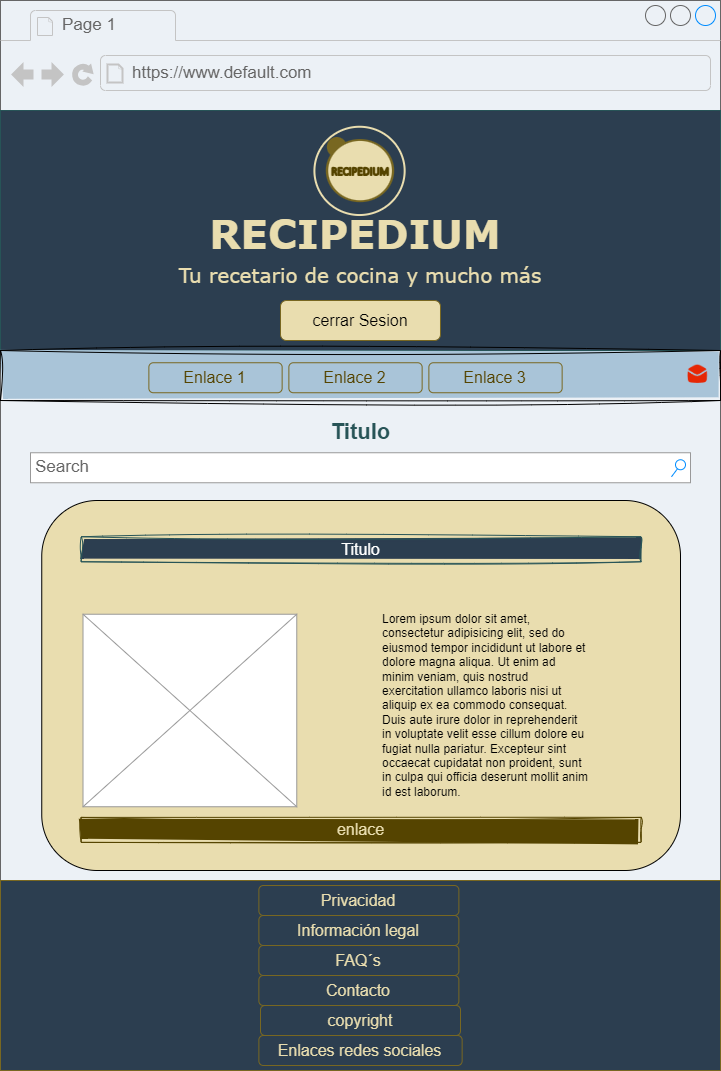 Page 1
https://www.default.com
RECIPEDIUM
RECIPEDIUM
Tu recetario de cocina y mucho más
cerrar Sesion
Enlace 1
Enlace 2
Enlace 3
Titulo
Search
Titulo
Lorem ipsum dolor sit amet,
consectetur adipisicing elit, sed do
eiusmod tempor incididunt ut labore et
dolore magna aliqua. Ut enim ad
minim veniam, quis nostrud
exercitation ullamco laboris nisi ut
aliquip ex ea commodo consequat.
Duis aute irure dolor in reprehenderit
in voluptate velit esse cillum dolore eu
fugiat nulla pariatur. Excepteur sint
occaecat cupidatat non proident, sunt
in culpa qui officia deserunt mollit anim
id est laborum.
enlace
Privacidad
Información legal
FAQ´s
Contacto
copyright
Enlaces redes sociales